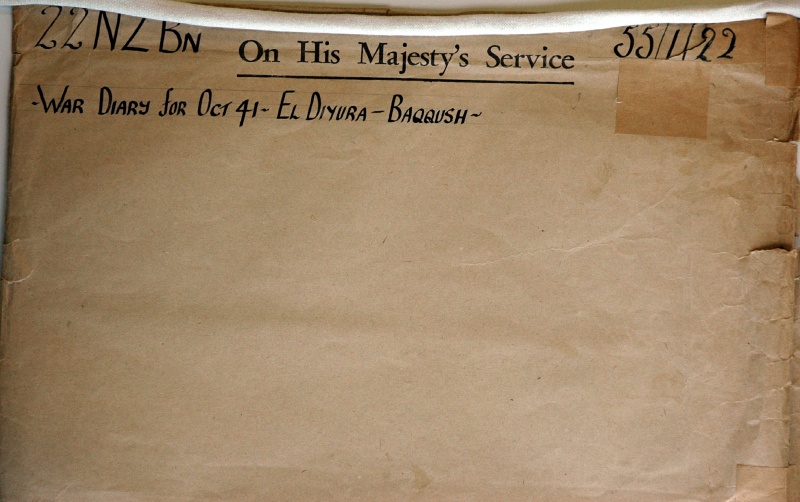 22 NZ BN On His Majesty's Service 55/1/22
~WAR DIARY for OCT 41~ EL DIYURA - BAQQUSH~